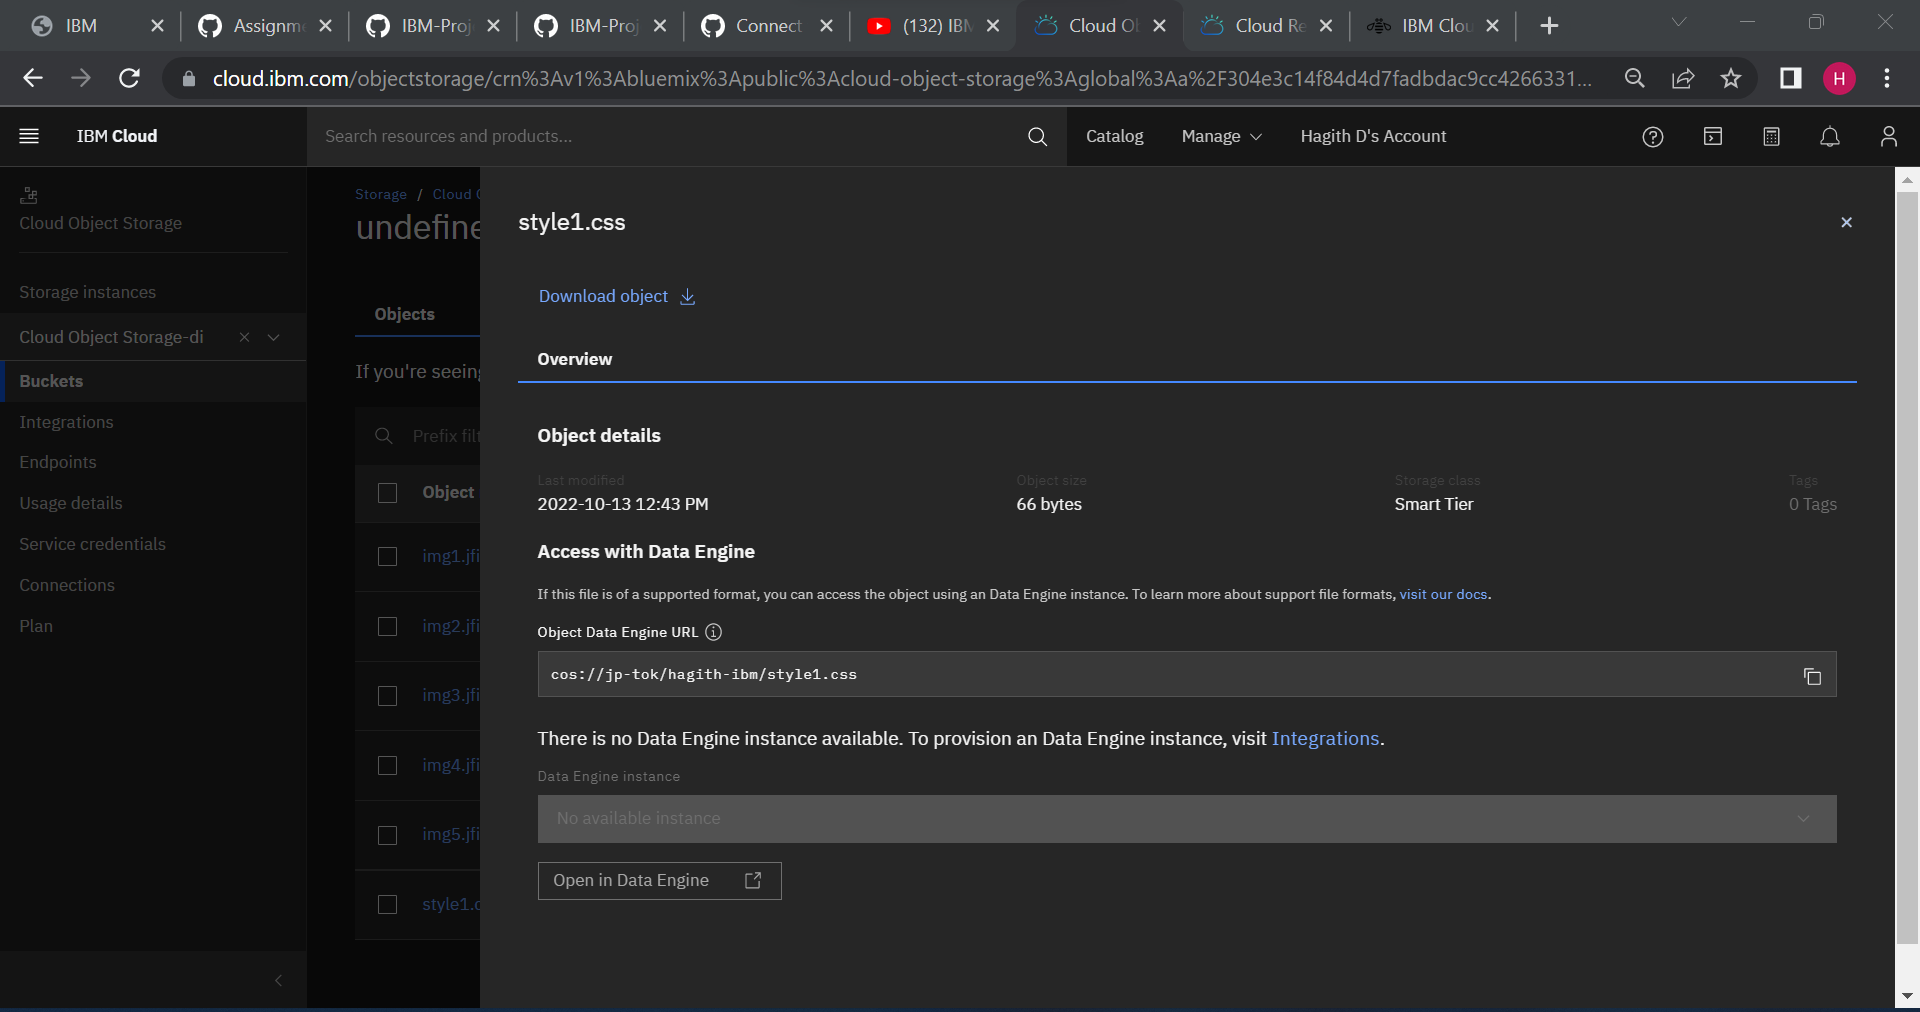 IBM
Assignm
IBM-Proj
IBM-Proj
Connect
(132) IBM
Cloud Ob
Cloud Re
IBM Clou
cloud.ibm.com/objectstorage/crn%3Av1%3Abluemix%3Apublic%3Acloud-object-storage%3Aglobal%3Aa%2F304e3c14f84d4d7fadbdac9cc4266331...
H
IBM Cloud
Search resources and products...
Catalog
Manage
Hagith D's Account
Cloud Object Storage
Storage instances
Cloud Object Storage-di
Buckets
Integrations
Endpoints
Usage details
Service credentials
Connections
Plan
Storage / Cloud O
undefine
Objects
If you're seeing
Prefix filt
Object
img1.jfi
img2.jfi
img3.jfi
img4.jfi
img5.jfi
style1.c
style1.css
Download object
Overview
Object details
Last modified
2022-10-13 12:43 PM
Object size
66 bytes
Storage class
Smart Tier
Tags
0 Tags
Access with Data Engine
If this file is of a supported format, you can access the object using an Data Engine instance. To learn more about support file formats, visit our docs.
Object Data Engine URL
cos://jp-tok/hagith-ibm/style1.css
There is no Data Engine instance available. To provision an Data Engine instance, visit Integrations.
Data Engine instance
No available instance
Open in Data Engine